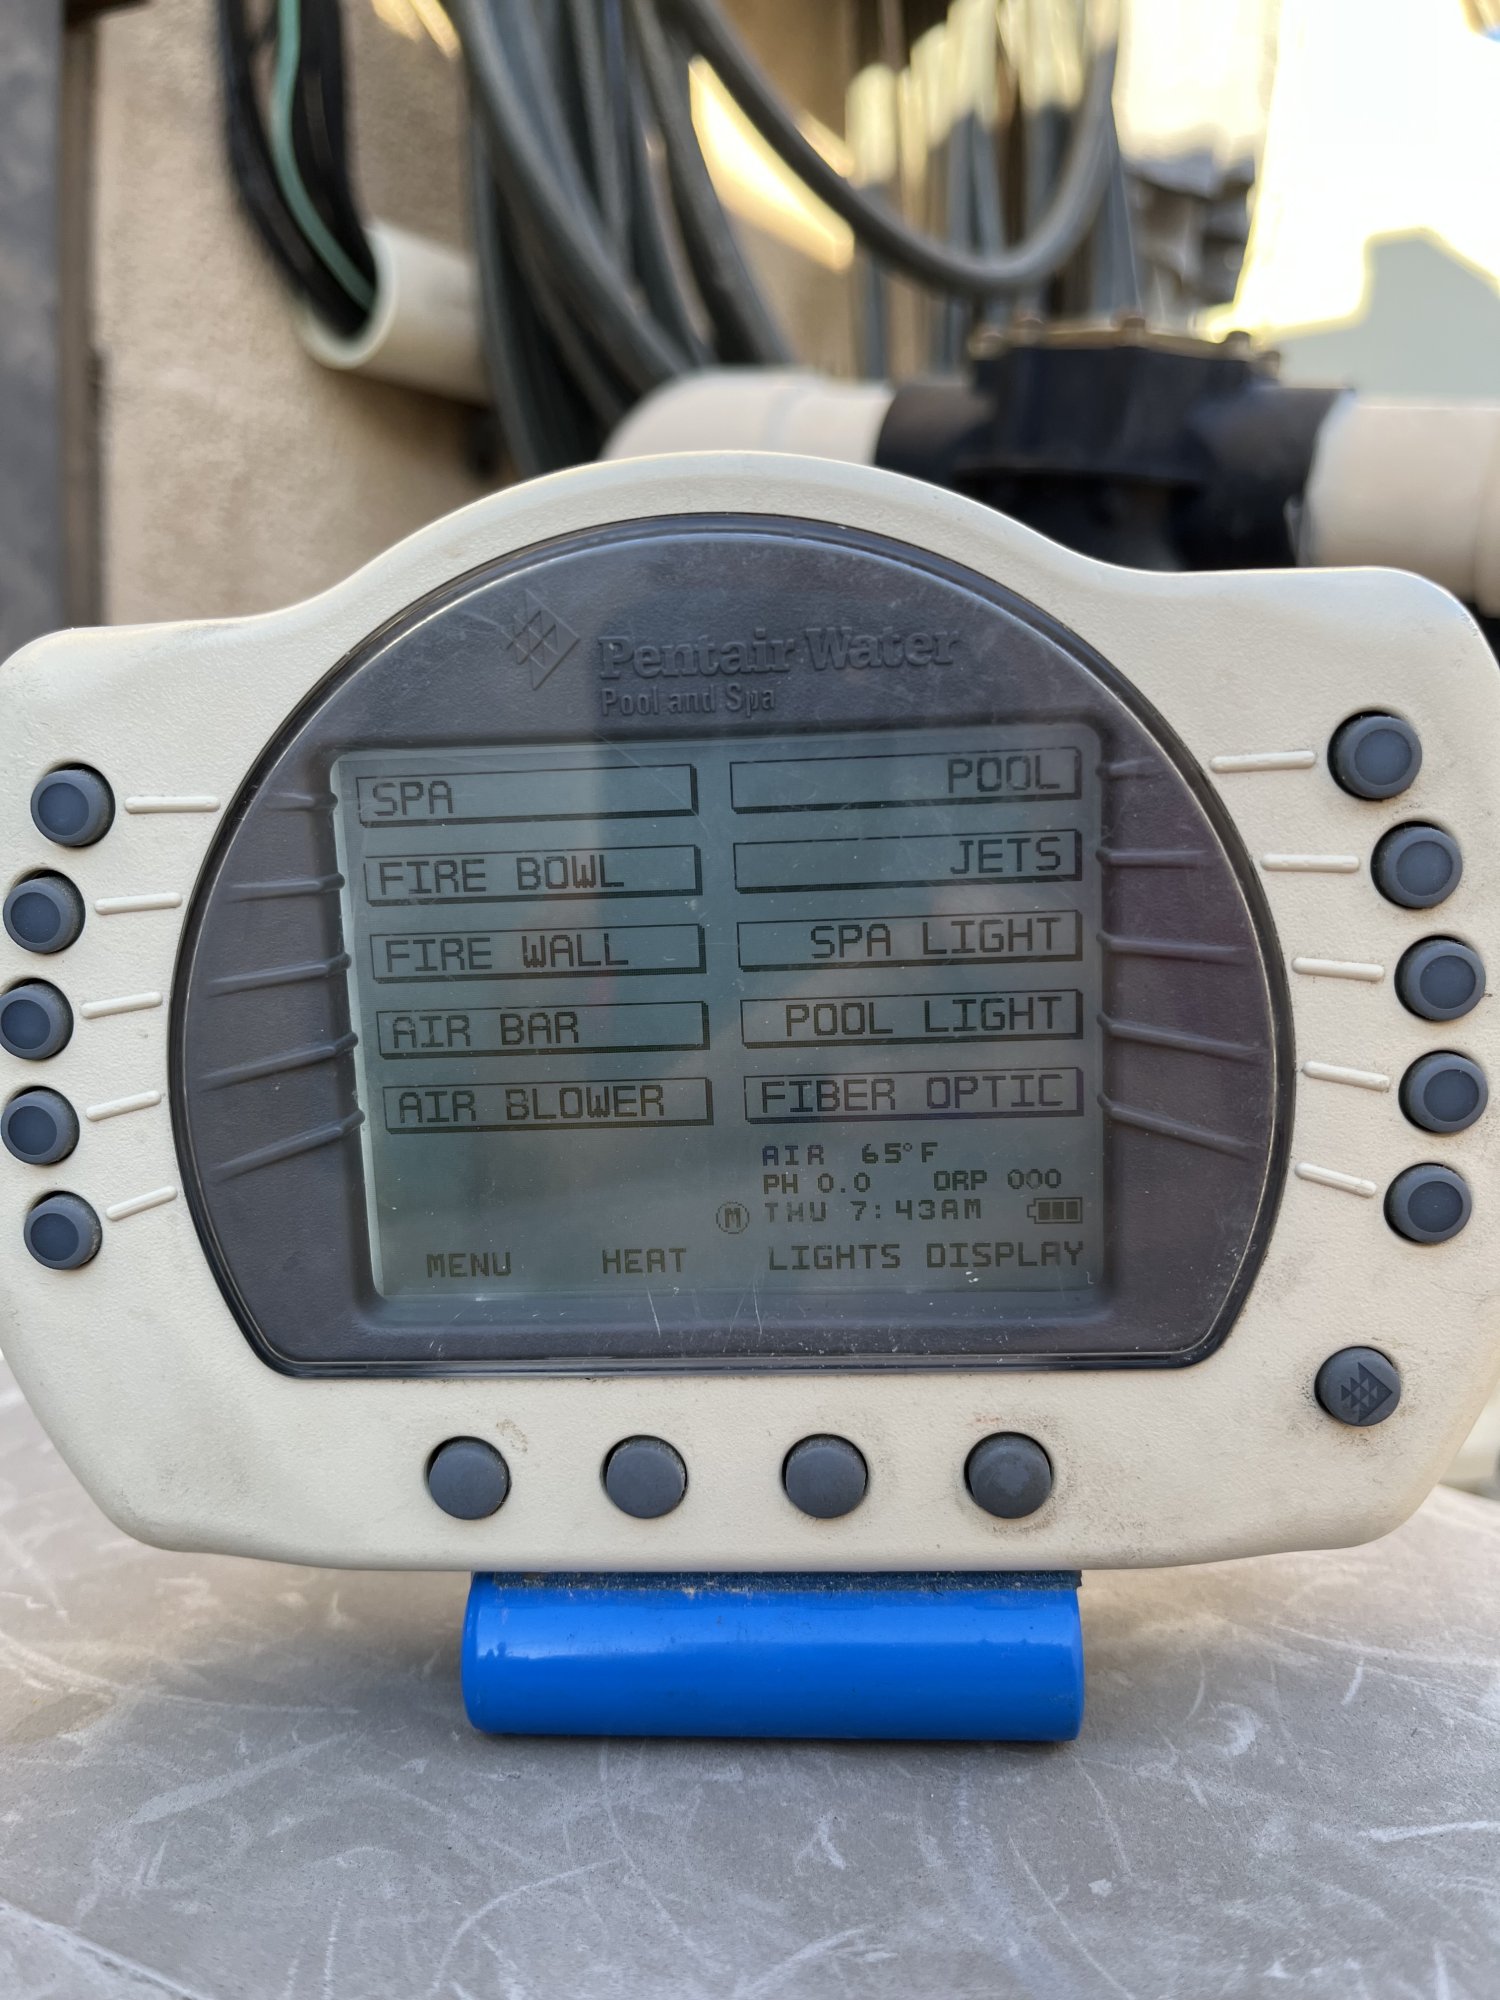 Pentair Water
Pool and Spa
SPA POOL
FIRE BOWL JETS
FIRE WALL SPA LIGHT
AIR BAR POOL LIGHT
AIR BLOWER FIBER OPTIC
AIR 65°F
PH 0.0 ORP 000
M THU 7:43AM
MENU HEAT LIGHTS DISPLAY